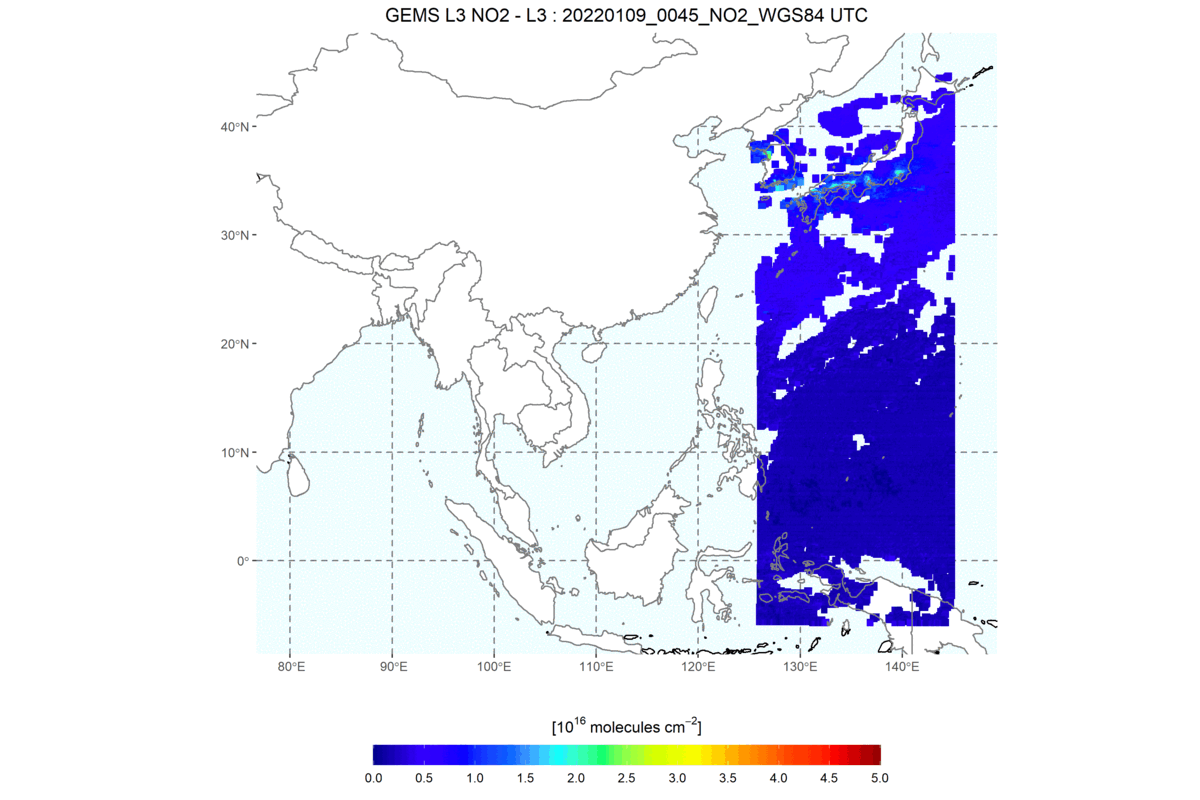 GEMS L3 NO2 - L3 : 20220109_0045_NO2_WGS84 UTC
40°N
30°N
20°N
10°N
0°
80°E 90°E 100°E 110°E 120°E 130°E 140°E
[10¹⁶ molecules cm⁻²]
0.0 0.5 1.0 1.5 2.0 2.5 3.0 3.5 4.0 4.5 5.0